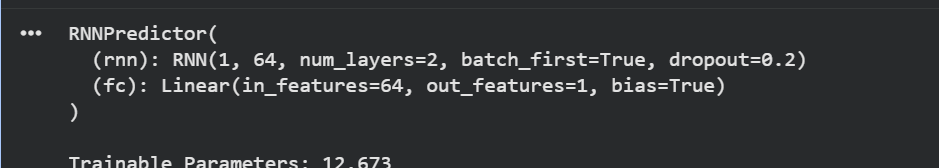 ••• RNNPredictor(
(rnn): RNN(1, 64, num_layers=2, batch_first=True, dropout=0.2)
(fc): Linear(in_features=64, out_features=1, bias=True)
)
Trainable Parameters: 12,673